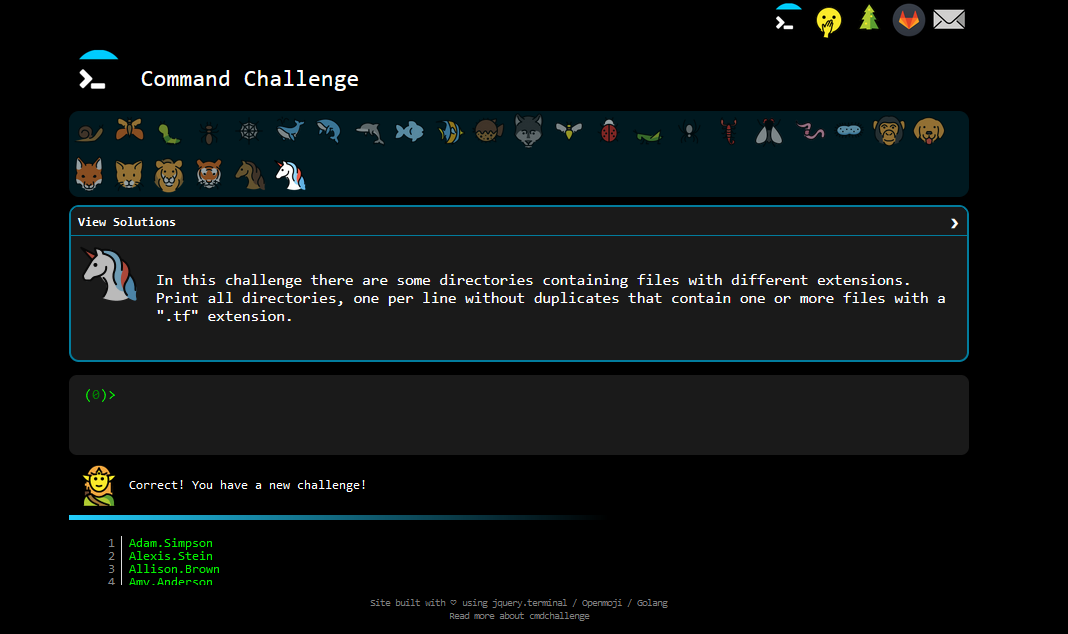 Command Challenge
View Solutions
In this challenge there are some directories containing files with different extensions.
Print all directories, one per line without duplicates that contain one or more files with a
".tf" extension.
(0)>
Correct! You have a new challenge!
1 Adam.Simpson
2 Alexis.Stein
3 Allison.Brown
4 Amy.Anderson
Site built with ♡ using jquery.terminal / Openmoji / Golang
Read more about cmdchallenge